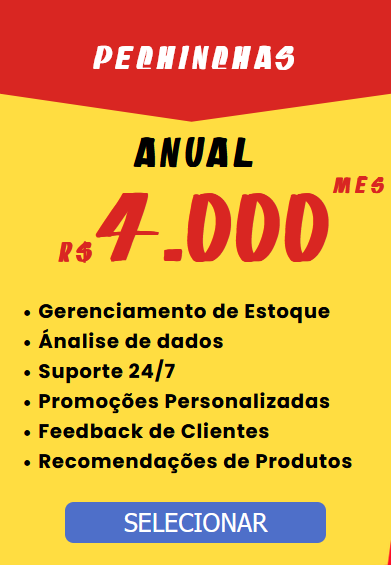 PECHINCHAS
ANUAL
MES
R$4.000
• Gerenciamento de Estoque
• Ánalise de dados
• Suporte 24/7
• Promoções Personalizadas
• Feedback de Clientes
• Recomendações de Produtos
SELECIONAR